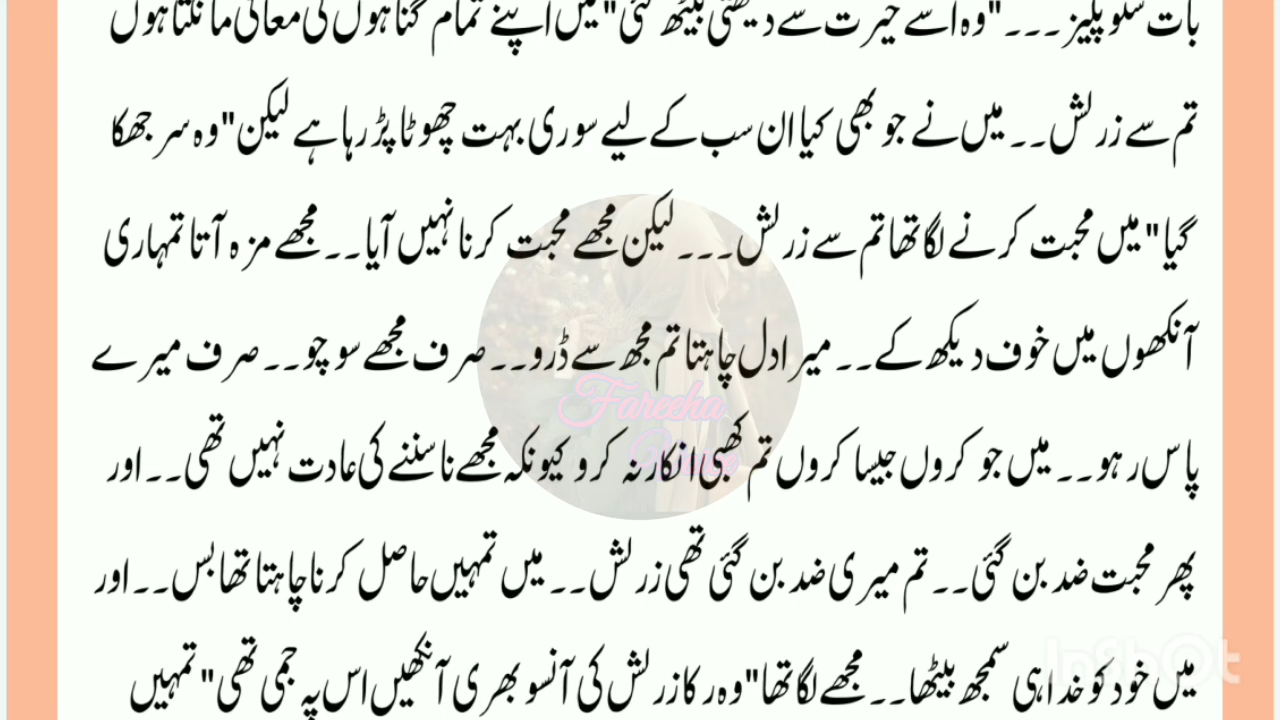 بات سنو پلیز۔۔۔"وہ اسے حیرت سے دیکھتی بیٹھ گئی"میں اپنے تمام گناہوں کی معافی مانگتا ہوں
تم سے زرلش۔۔میں نے جو بھی کیا ان سب کے لیے سوری بہت چھوٹا پڑ رہا ہے لیکن"وہ سر جھکا
گیا"میں محبت کرنے لگا تھا تم سے زرلش۔۔۔لیکن مجھے محبت کرنا نہیں آیا۔۔مجھے مزہ آتا تمہاری
آنکھوں میں خوف دیکھ کے۔۔میرا دل چاہتا تم مجھ سے ڈرو۔۔صرف مجھے سوچو۔۔صرف میرے
پاس رہو۔۔میں جو کروں جیسا کروں تم کھبی انکار نہ کرو کیونکہ مجھے نا سننے کی عادت نہیں تھی۔۔اور
پھر محبت ضد بن گئی۔۔تم میری ضد بن گئی تھی زرلش۔۔میں تمہیں حاصل کرنا چاہتا تھا بس۔۔اور
میں خود کو خدا ہی سمجھ بیٹھا۔۔مجھے لگا تھا"وہ رکا زرلش کی آنسو بھری آنکھیں اس پہ جمی تھی"تمہیں
Fareeha
InShOt